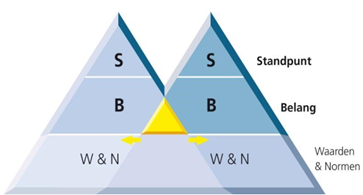 S S Standpunt
B B Belang
W & N W & N Waarden
& Normen